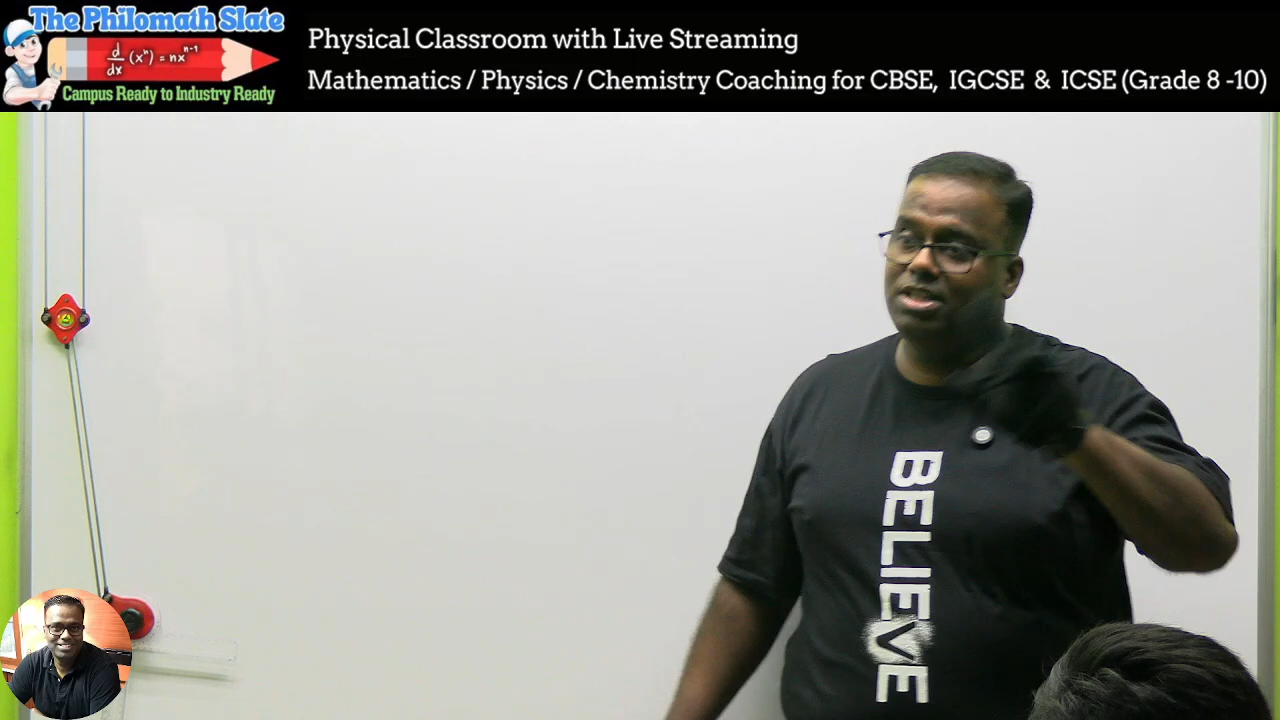 The Philomath Slate
d/dx (xⁿ) = nxⁿ⁻¹
Campus Ready to Industry Ready
Physical Classroom with Live Streaming
Mathematics / Physics / Chemistry Coaching for CBSE, IGCSE & ICSE (Grade 8 -10)
BELIEVE